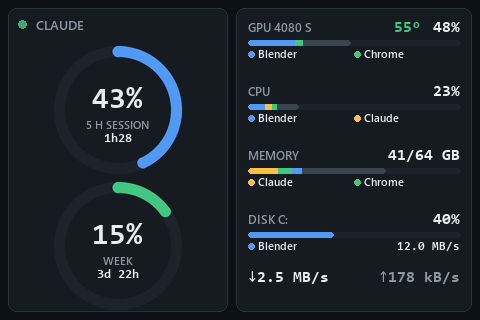 CLAUDE
43%
5 H SESSION
1h28
15%
WEEK
3d 22h
GPU 4080 S 55° 48%
Blender Chrome
CPU 23%
Blender Claude
MEMORY 41/64 GB
Claude Chrome
DISK C: 40%
Blender 12.0 MB/s
↓2.5 MB/s ↑178 kB/s